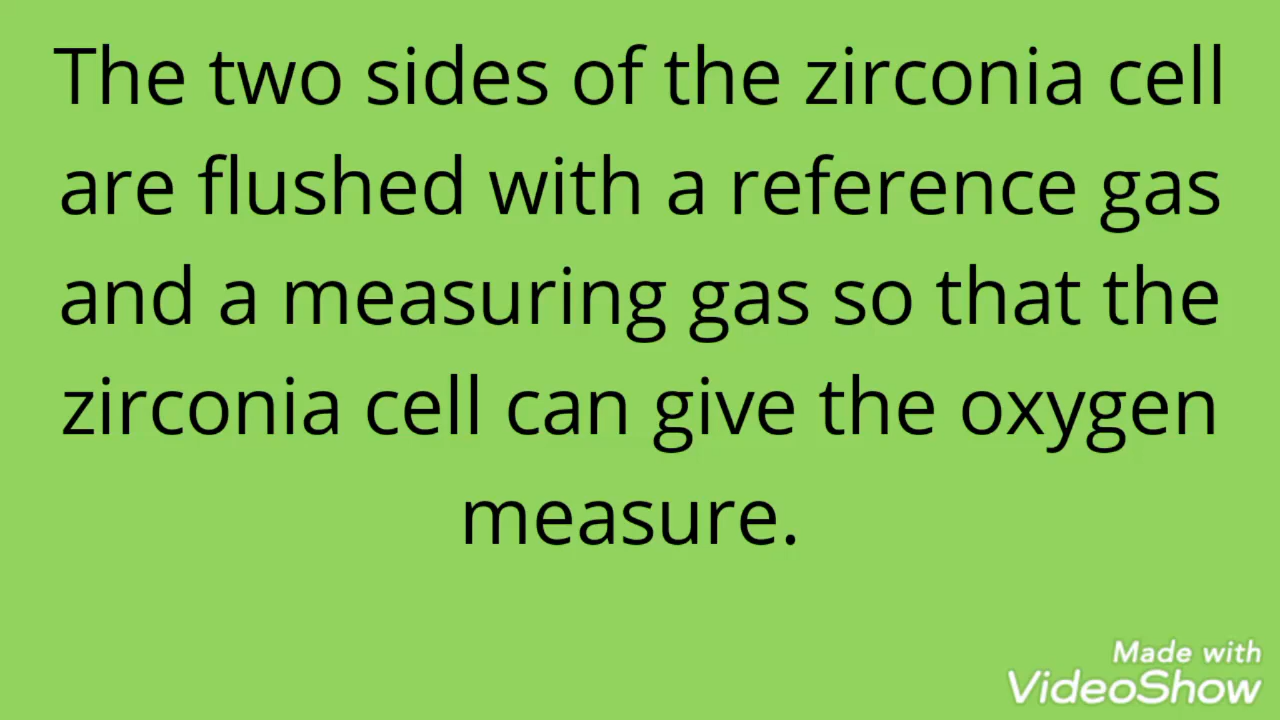 The two sides of the zirconia cell
are flushed with a reference gas
and a measuring gas so that the
zirconia cell can give the oxygen
measure.
Made with
VideoShow